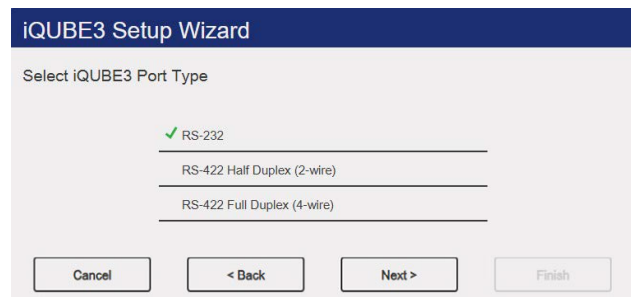 iQUBE3 Setup Wizard
Select iQUBE3 Port Type
RS-232
RS-422 Half Duplex (2-wire)
RS-422 Full Duplex (4-wire)
Cancel < Back Next > Finish